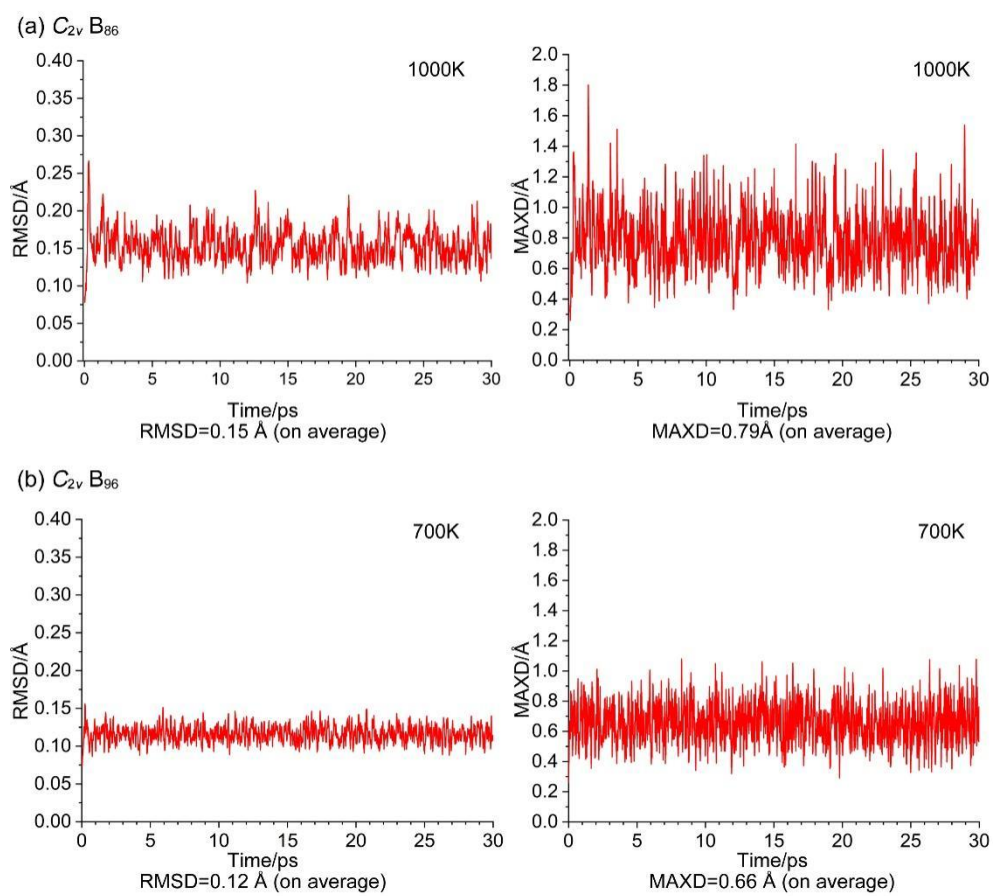 (a) C2v B86
0.40
0.35
0.30
0.25
0.20
0.15
0.10
0.05
0.00
RMSD/Å
1000K
0 5 10 15 20 25 30
Time/ps
RMSD=0.15 Å (on average)
2.0
1.8
1.6
1.4
1.2
1.0
0.8
0.6
0.4
0.2
0.0
MAXD/Å
1000K
0 5 10 15 20 25 30
Time/ps
MAXD=0.79Å (on average)
(b) C2v B96
0.40
0.35
0.30
0.25
0.20
0.15
0.10
0.05
0.00
RMSD/Å
700K
0 5 10 15 20 25 30
Time/ps
RMSD=0.12 Å (on average)
2.0
1.8
1.6
1.4
1.2
1.0
0.8
0.6
0.4
0.2
0.0
MAXD/Å
700K
0 5 10 15 20 25 30
Time/ps
MAXD=0.66 Å (on average)